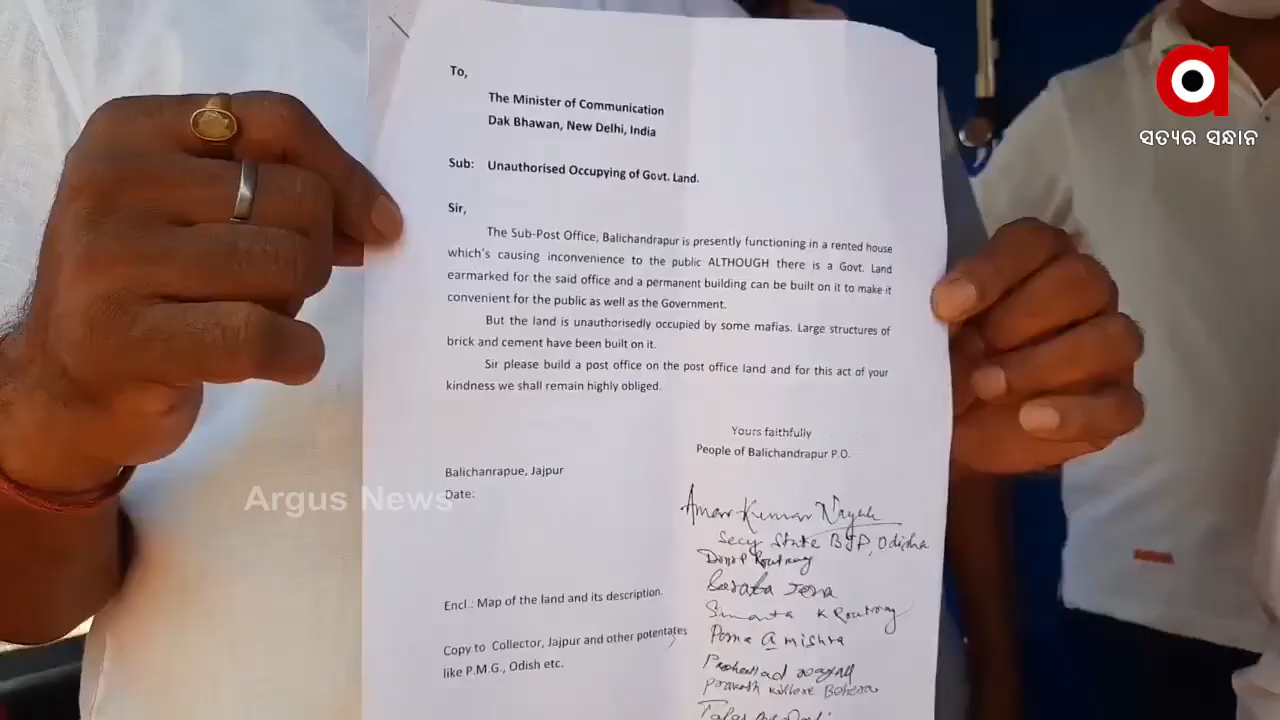 To,
The Minister of Communication
Dak Bhawan, New Delhi, India
Sub: Unauthorised Occupying of Govt. Land.
Sir,
The Sub-Post Office, Balichandrapur is presently functioning in a rented house
which's causing inconvenience to the public ALTHOUGH there is a Govt. Land
earmarked for the said office and a permanent building can be built on it to make it
convenient for the public as well as the Government.
But the land is unauthorisedly occupied by some mafias. Large structures of
brick and cement have been built on it.
Sir please build a post office on the post office land and for this act of your
kindness we shall remain highly obliged.
Yours faithfully
People of Balichandrapur P.O.
Balichanrapue, Jajpur
Date:
Amar Kumar Nayak
Secy State BJP, Odisha
Routray
Jena
K Routray
Mishra
Prakash Kishore Behera
Encl.: Map of the land and its description.
Copy to Collector, Jajpur and other potentates
like P.M.G., Odish etc.
Argus News
a
ସତ୍ୟର ସନ୍ଧାନ